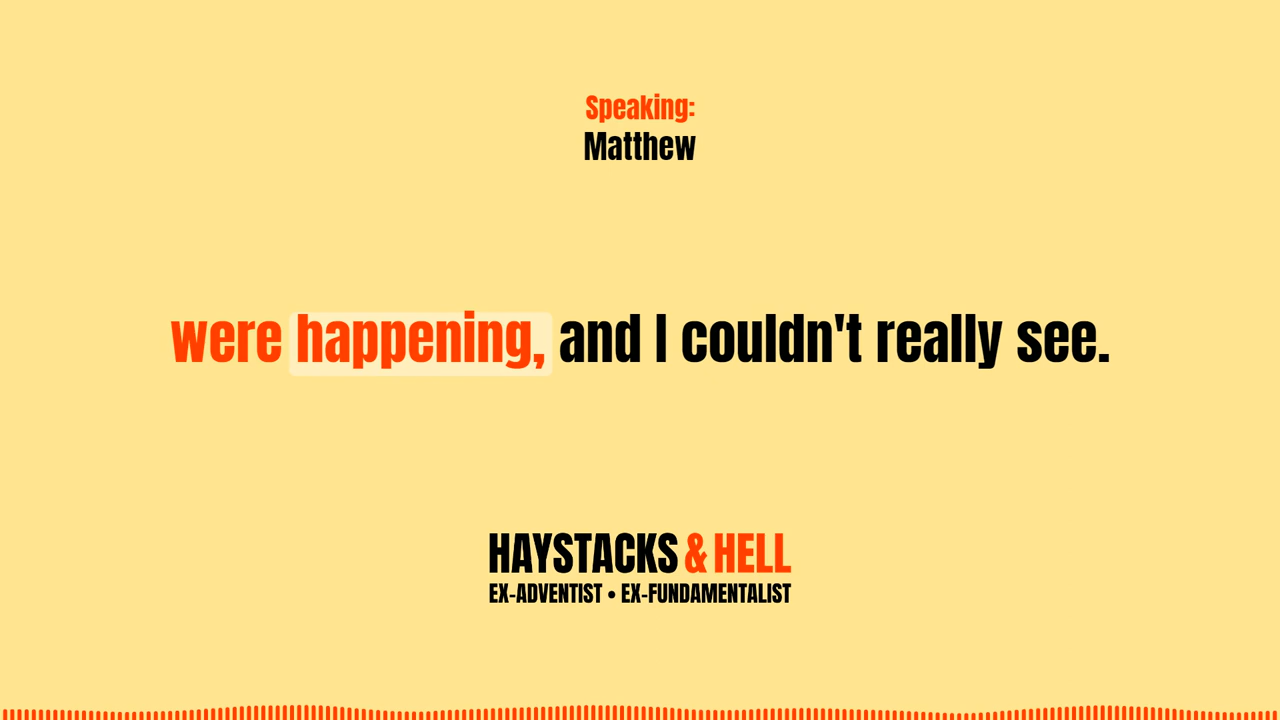 Speaking:
Matthew
were happening, and I couldn't really see.
HAYSTACKS & HELL
EX-ADVENTIST • EX-FUNDAMENTALIST